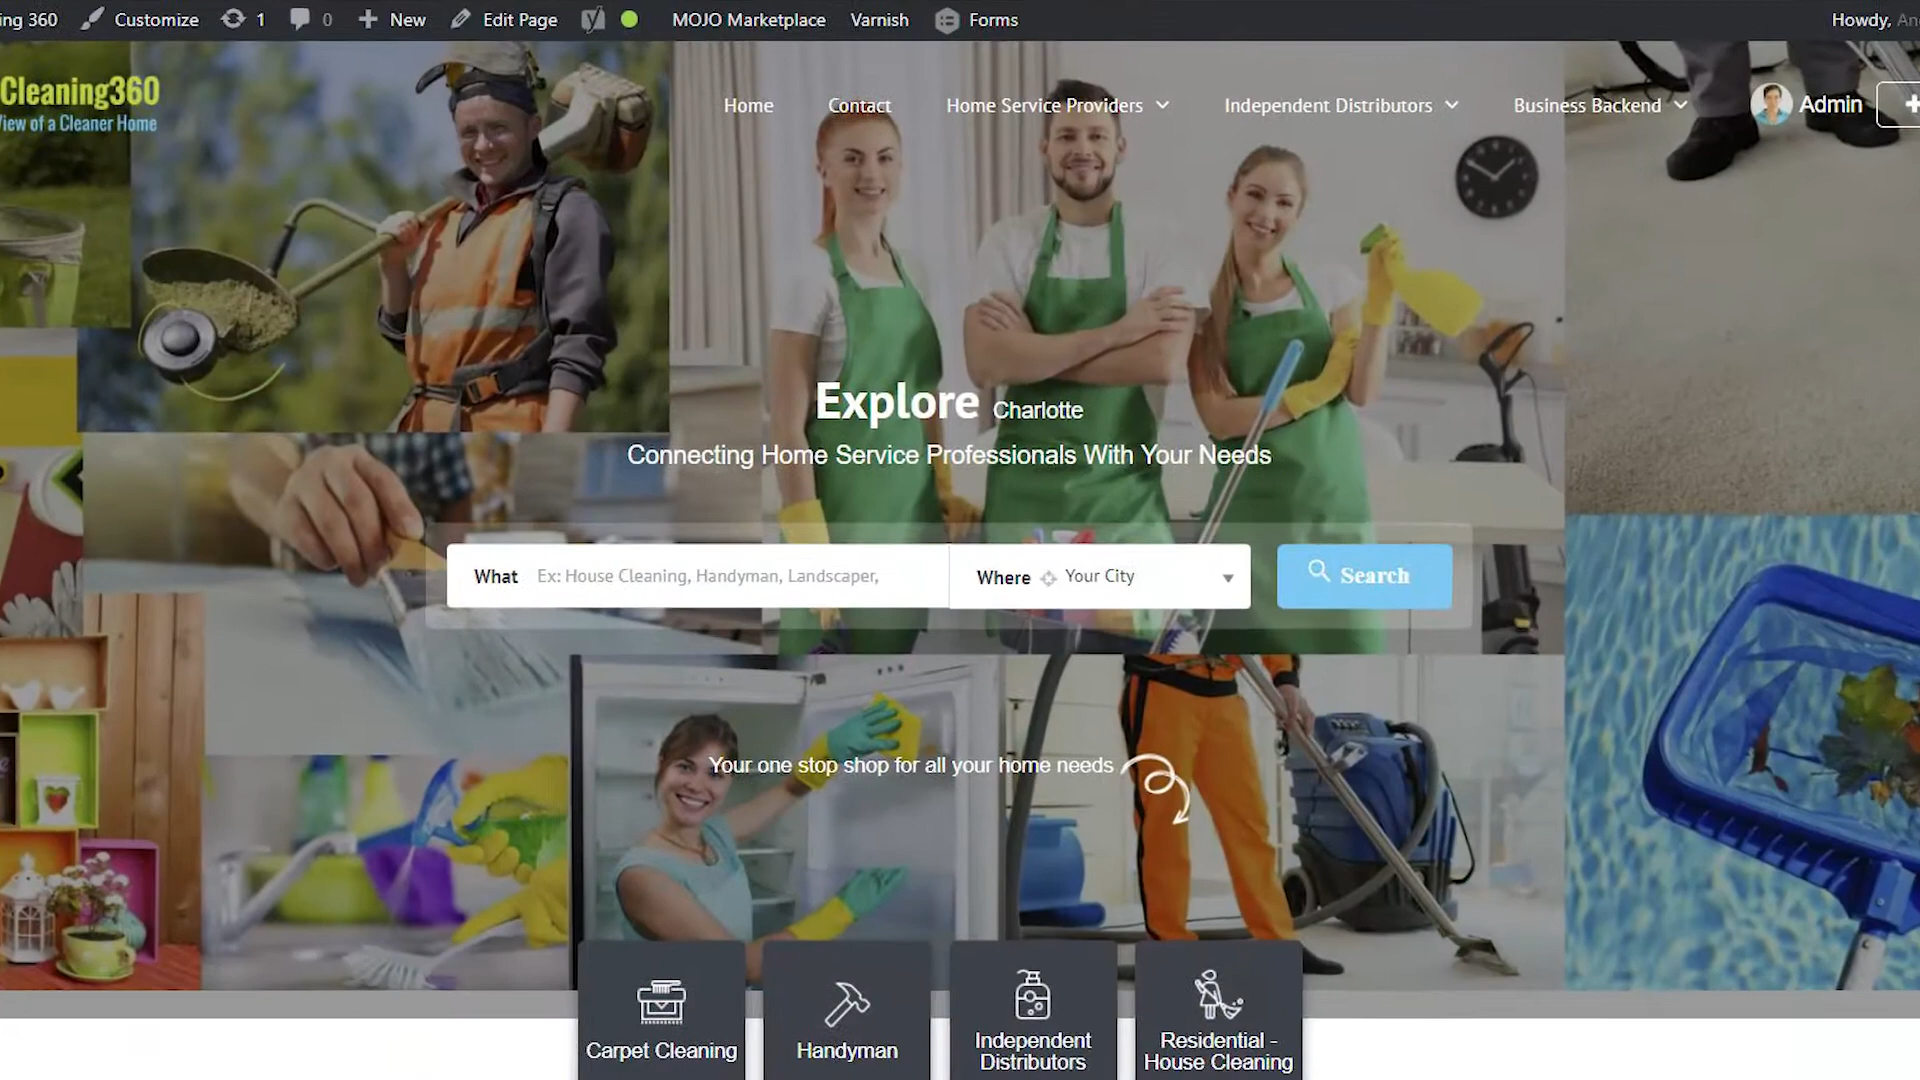 ing 360 Customize 1 0 New Edit Page MOJO Marketplace Varnish Forms Howdy, An
Cleaning360
View of a Cleaner Home
Home Contact Home Service Providers Independent Distributors Business Backend Admin
Explore Charlotte
Connecting Home Service Professionals With Your Needs
What Ex: House Cleaning, Handyman, Landscaper, Where Your City Search
Your one stop shop for all your home needs
Carpet Cleaning
Handyman
Independent
Distributors
Residential -
House Cleaning